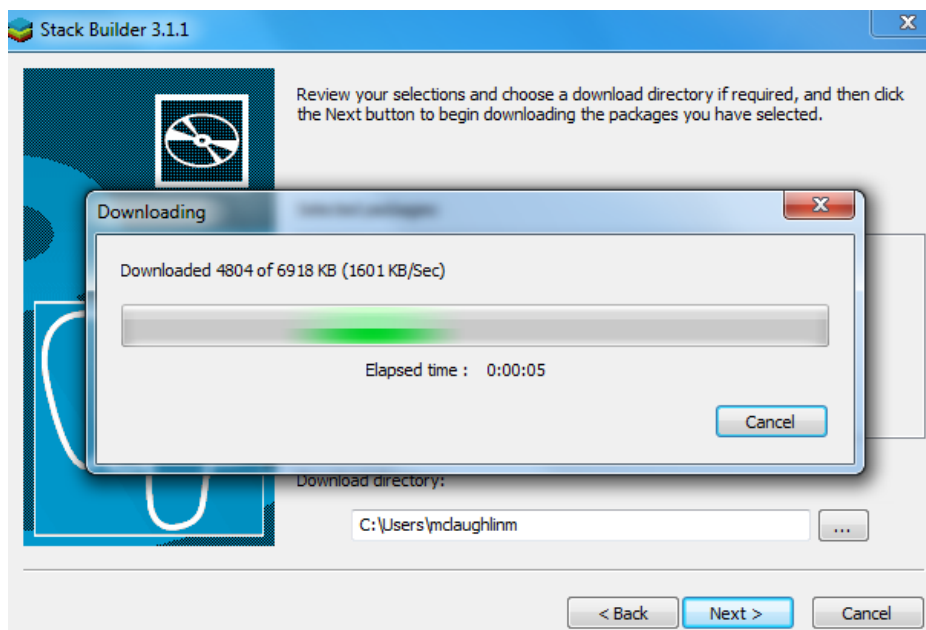 Stack Builder 3.1.1
Review your selections and choose a download directory if required, and then click
the Next button to begin downloading the packages you have selected.
Downloading
Downloaded 4804 of 6918 KB (1601 KB/Sec)
Elapsed time : 0:00:05
Cancel
Download directory:
C:\Users\mclaughlinm
...
< Back
Next >
Cancel